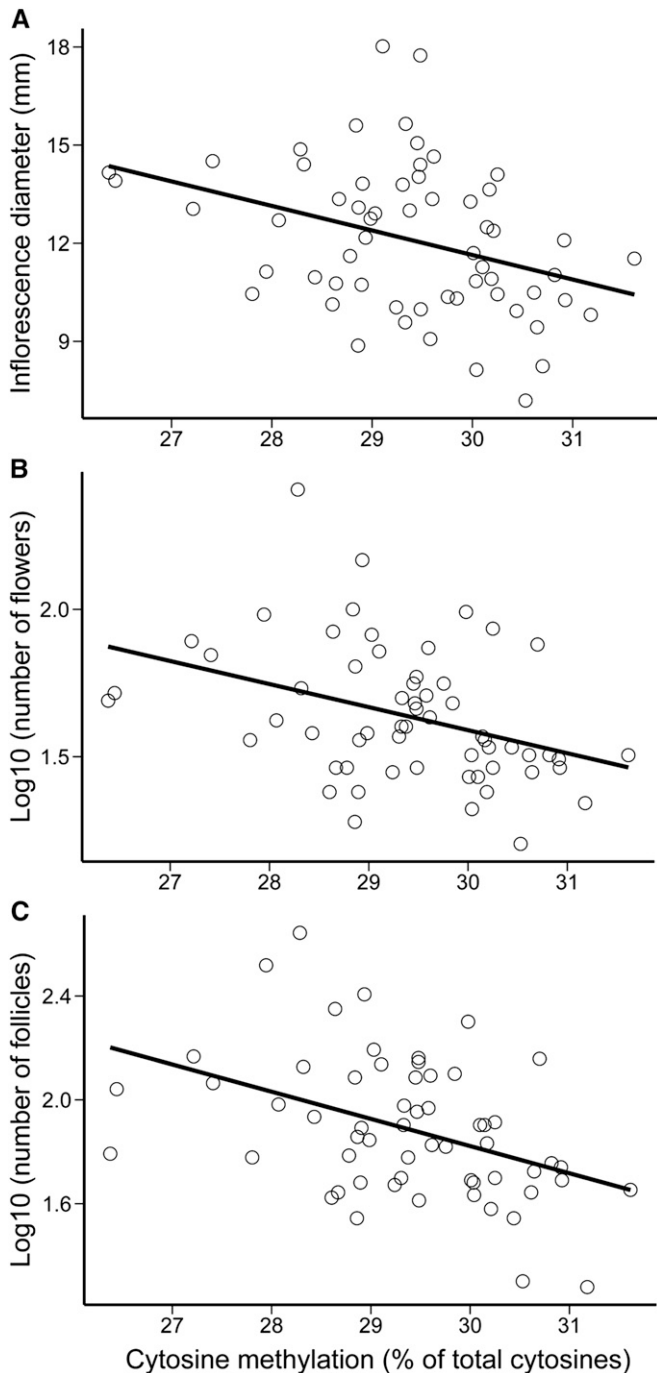 A
Inflorescence diameter (mm)
18
15
12
9
27 28 29 30 31
B
Log10 (number of flowers)
2.0
1.5
27 28 29 30 31
C
Log10 (number of follicles)
2.4
2.0
1.6
27 28 29 30 31
Cytosine methylation (% of total cytosines)